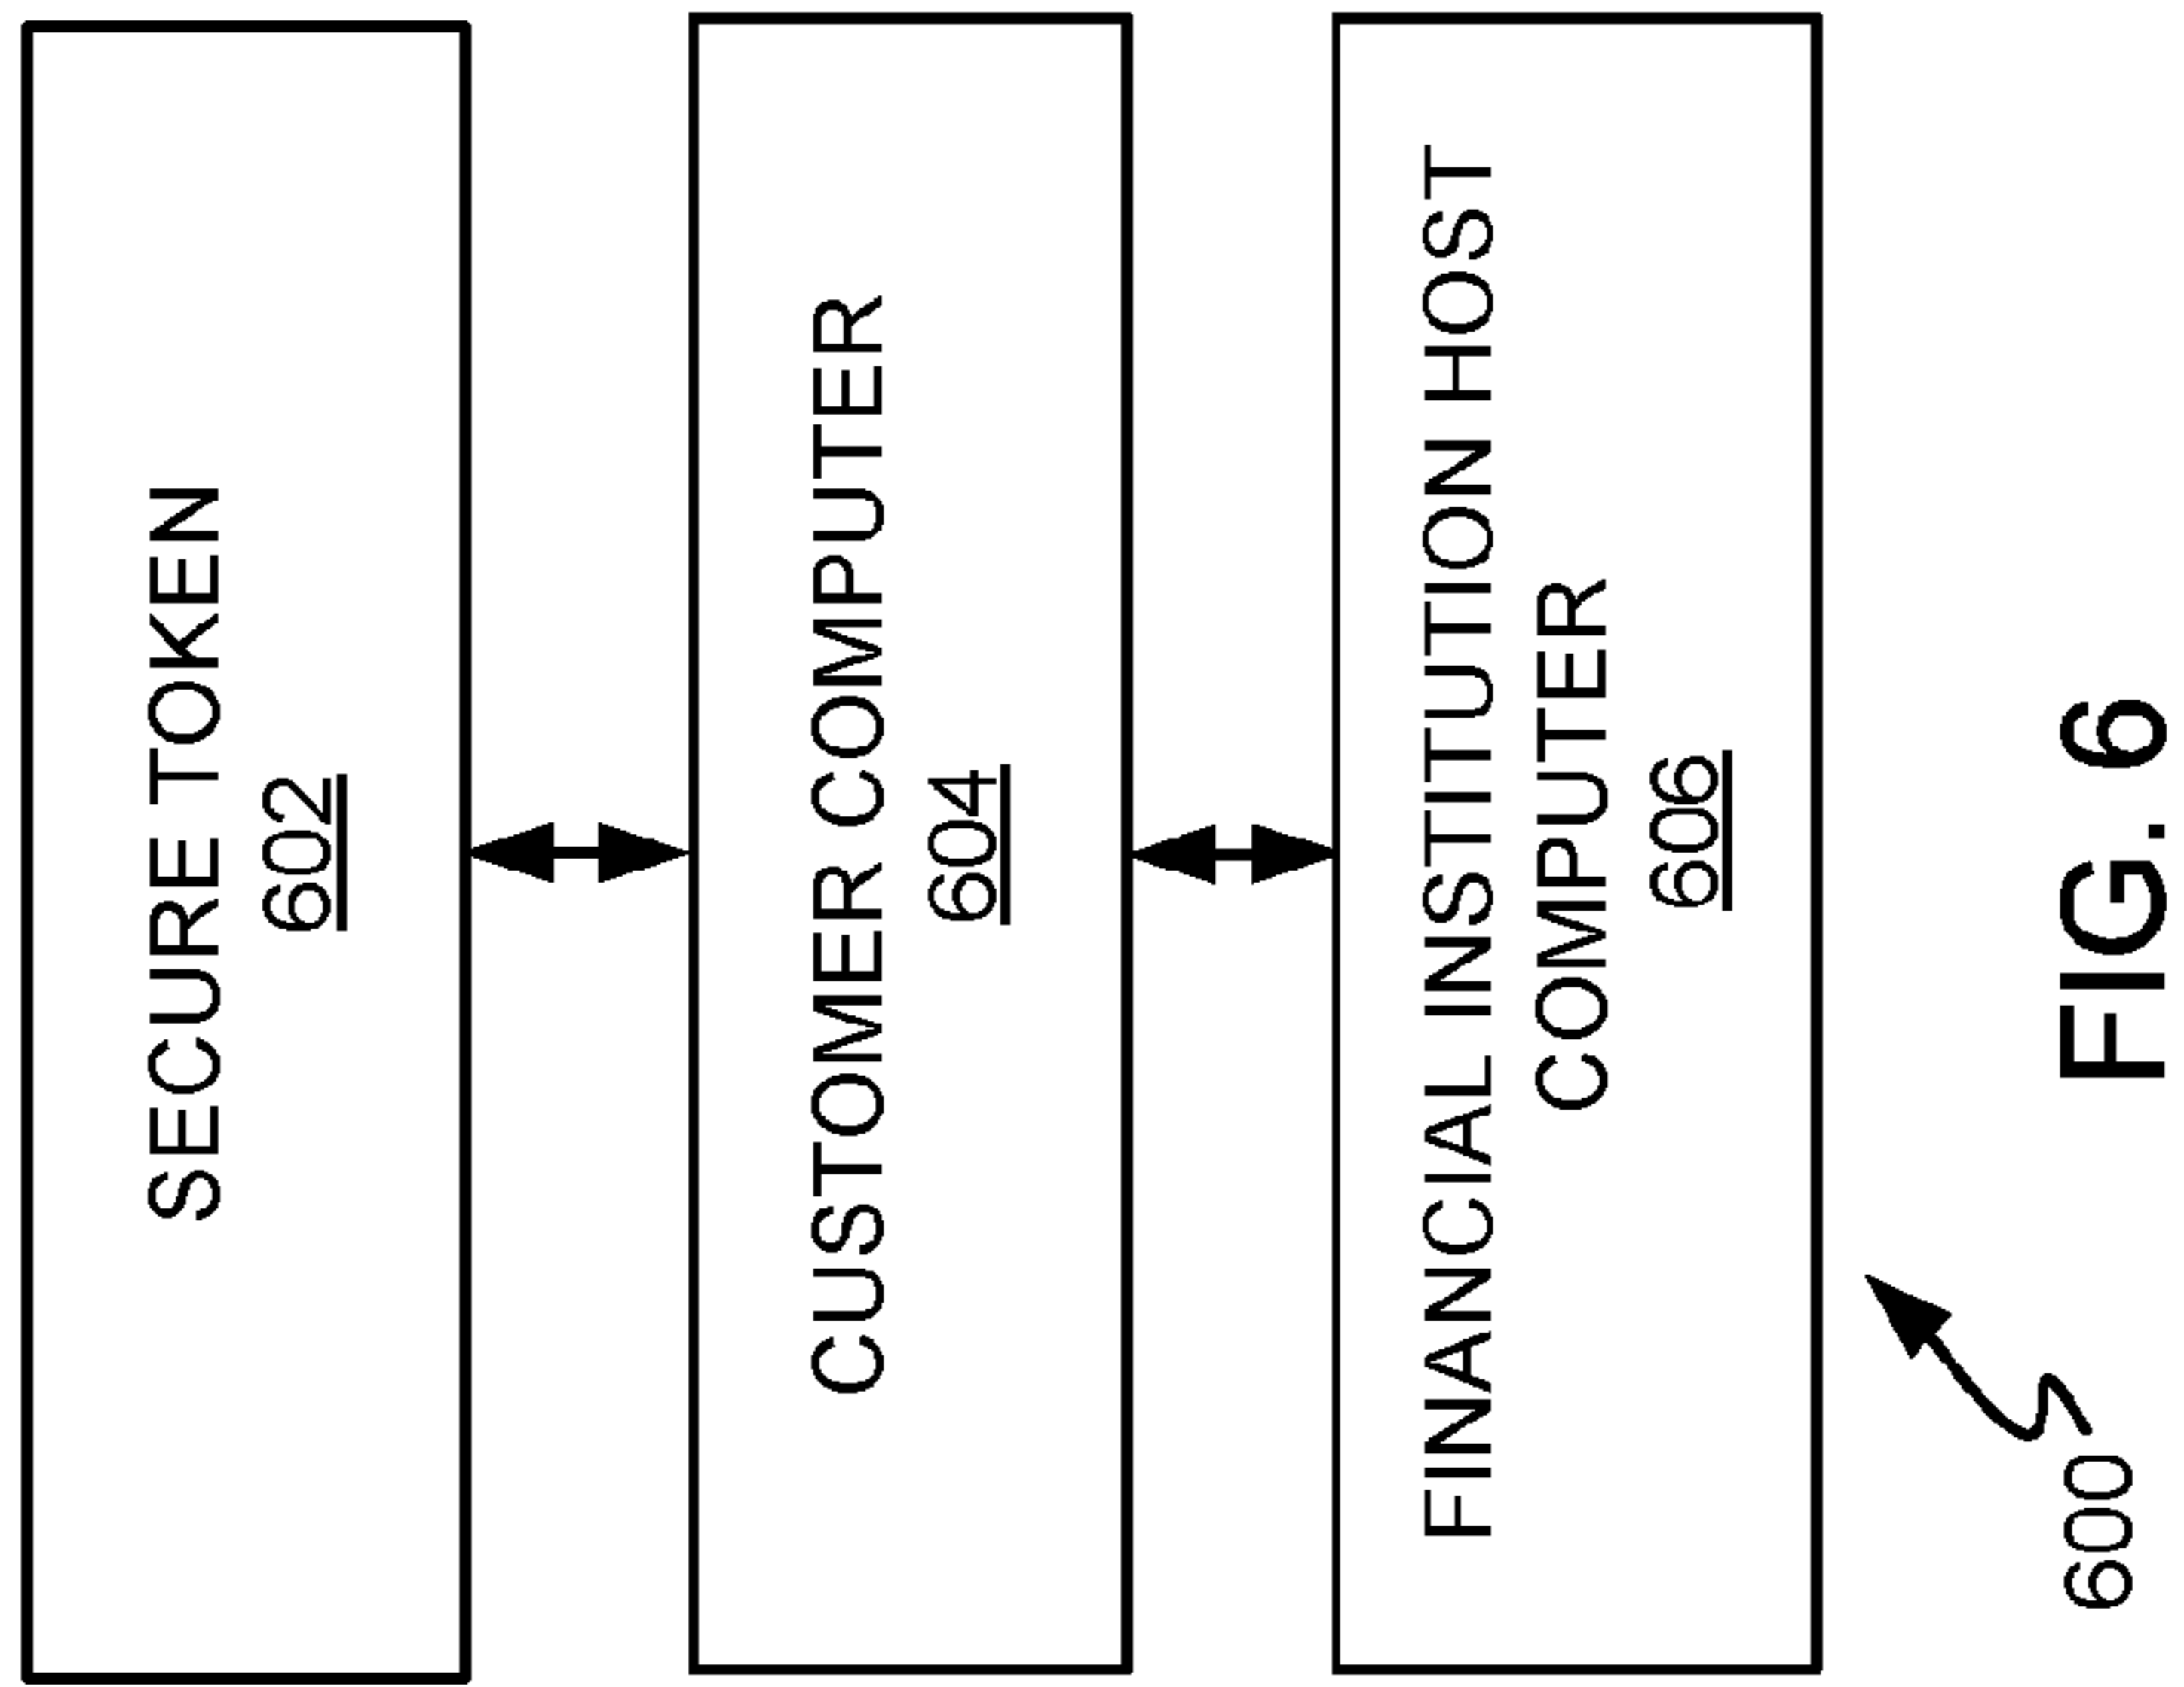 SECURE TOKEN
602
CUSTOMER COMPUTER
604
FINANCIAL INSTITUTION HOST
COMPUTER
606
600
FIG. 6